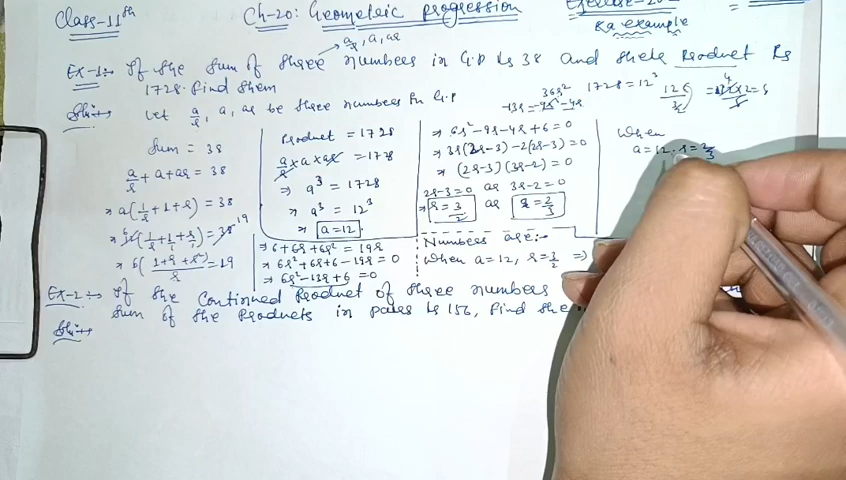 Class-11th
Ch-20: Geometric progression
Exercise-20
Ex-1:- If the sum of three numbers in G.P is 38 and their Product is
a/r, a, ar
1728. Find them
Sol:- Let a/r, a, ar be three numbers in G.P
Sum = 38
a/r + a + ar = 38
⇒ a(1/r + 1 + r) = 38
⇒ 6( (1+r+r²)/r ) = 19
Product = 1728
a/r × a × ar = 1728
⇒ a³ = 1728
⇒ a³ = 12³
⇒ a = 12
⇒ 6+6r+6r² = 19r
⇒ 6r²+6r+6-19r = 0
⇒ 6r²-13r+6 = 0
36r²
-13r = -9r-4r
1728 = 12³
⇒ 6r²-9r-4r+6 = 0
⇒ 3r(2r-3)-2(2r-3) = 0
⇒ (2r-3)(3r-2) = 0
2r-3=0 or 3r-2=0
⇒ r = 3/2 or r = 2/3
Numbers are:-
When a=12, r=3/2 ⇒
When
a=12, r=2/3
Ex-2:- If the continued Product of three numbers
sum of the Products in pairs is 156, Find the
Sol:-